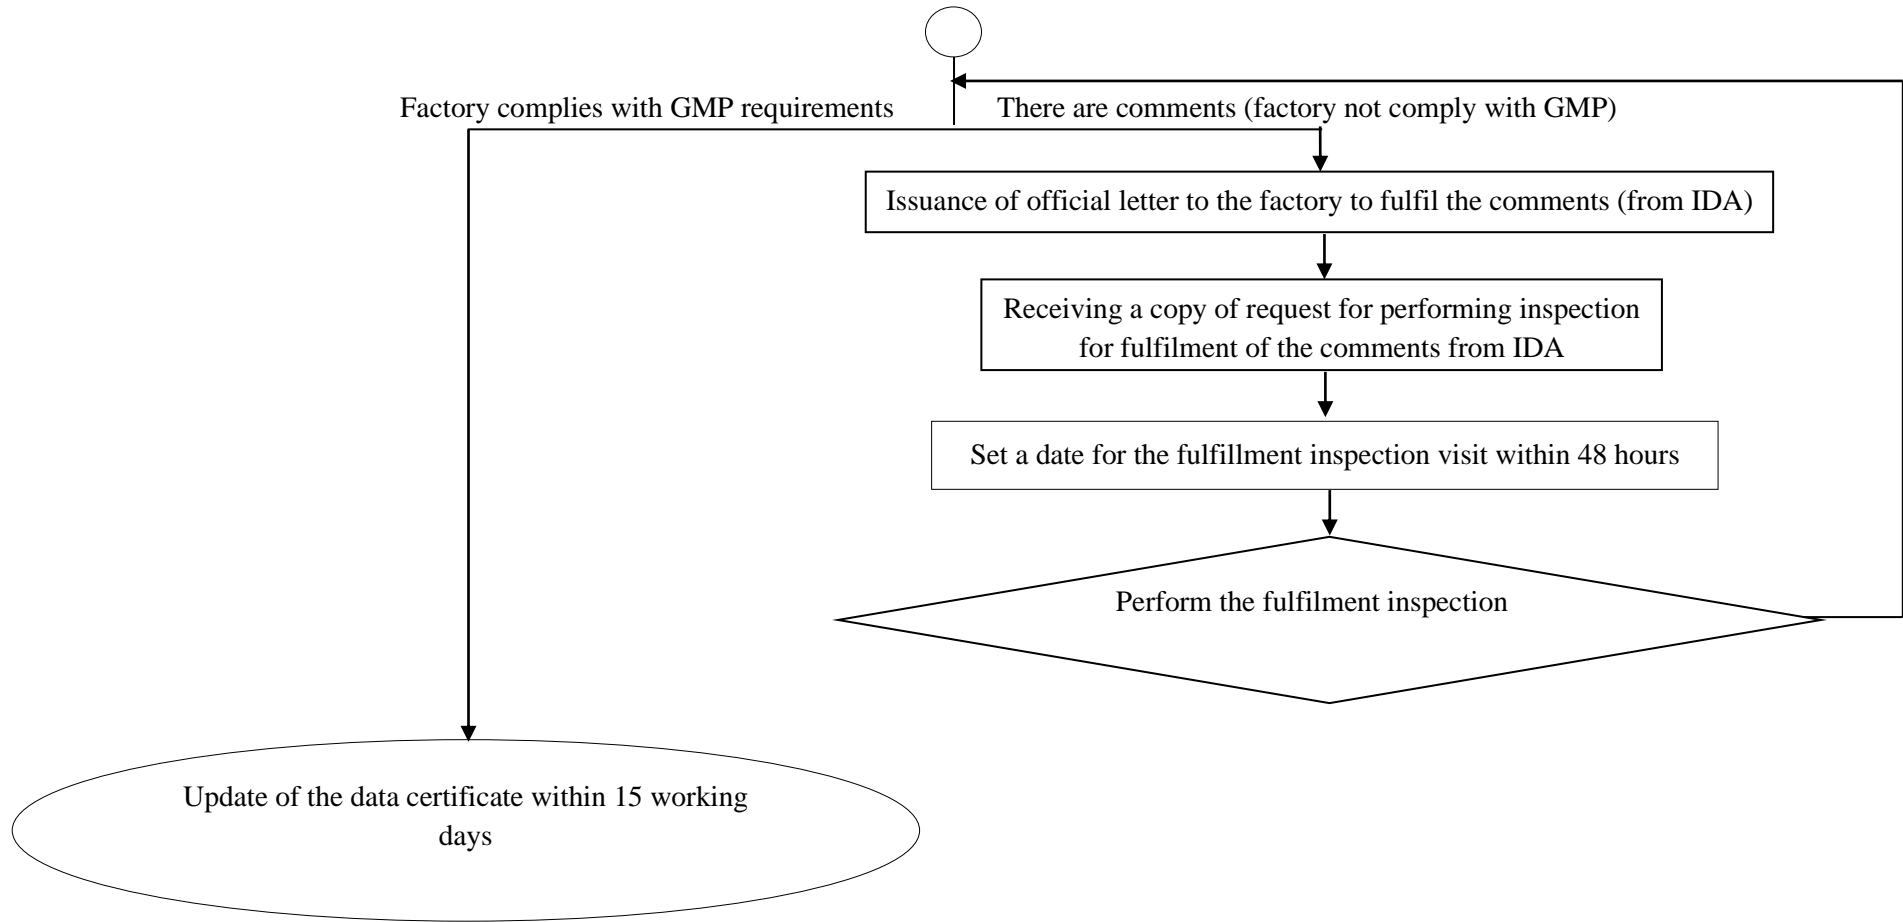 Factory complies with GMP requirements
There are comments (factory not comply with GMP)
Issuance of official letter to the factory to fulfil the comments (from IDA)
Receiving a copy of request for performing inspection
for fulfilment of the comments from IDA
Set a date for the fulfillment inspection visit within 48 hours
Perform the fulfilment inspection
Update of the data certificate within 15 working
days